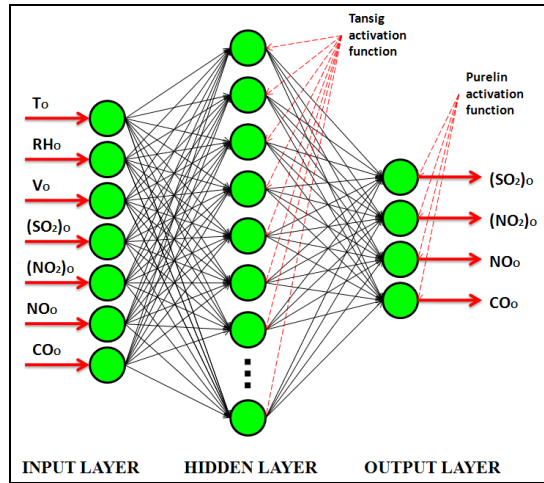 Tansig
activation
function
Purelin
activation
function
To
RHo
Vo
(SO₂)o
(NO₂)o
NOo
COo
(SO₂)o
(NO₂)o
NOo
COo
INPUT LAYER
HIDDEN LAYER
OUTPUT LAYER